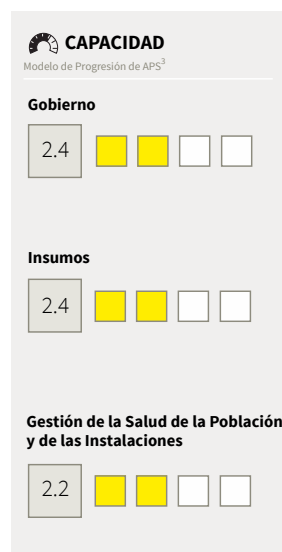 CAPACIDAD
Modelo de Progresión de APS3
Gobierno
2.4
Insumos
2.4
Gestión de la Salud de la Población
y de las Instalaciones
2.2